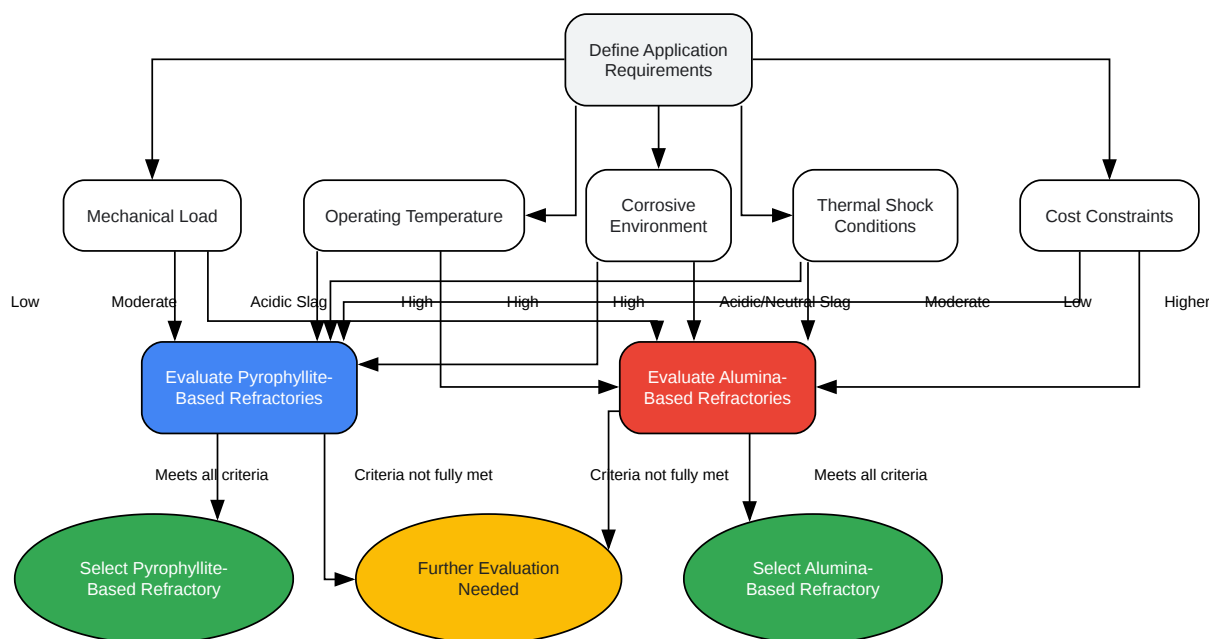 Define Application
Requirements
Mechanical Load
Operating Temperature
Corrosive
Environment
Thermal Shock
Conditions
Cost Constraints
Low
Moderate
Acidic Slag
High
High
High
Acidic/Neutral Slag
Moderate
Low
Higher
Evaluate Pyrophyllite-
Based Refractories
Evaluate Alumina-
Based Refractories
Meets all criteria
Criteria not fully met
Criteria not fully met
Meets all criteria
Select Pyrophyllite-
Based Refractory
Further Evaluation
Needed
Select Alumina-
Based Refractory